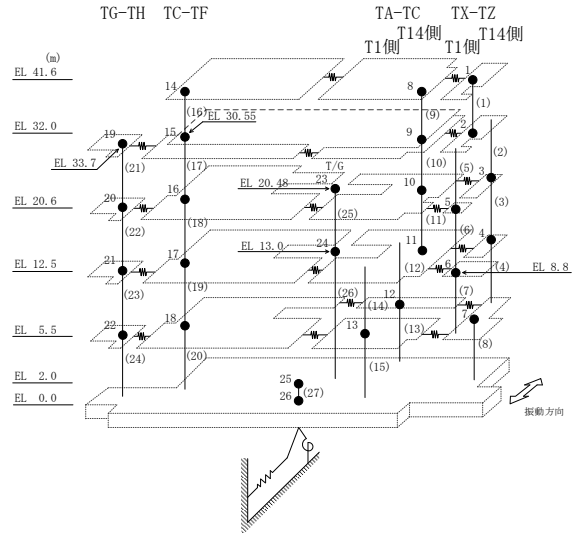 TG-TH TC-TF TA-TC TX-TZ
T1側 T14側 T1側 T14側
(m)
EL 41.6
14 8 1
(16) EL 30.55 (9) (1)
EL 32.0
19 15 9 2
EL 33.7 (21) (17) T/G (10) (5) (2)
EL 20.48 23 10 3
16 (3)
EL 20.6
20 (22) (18) (25) (11) 5
EL 13.0 24 11 (6) 4
EL 12.5
21 17 (12) 6 (4) EL 8.8
(23) (19) (26) (14) 12 (7)
EL 5.5
22 18 13 (13) 7
(24) (20) (15) (8)
EL 2.0
25
EL 0.0
26 (27)
振動方向